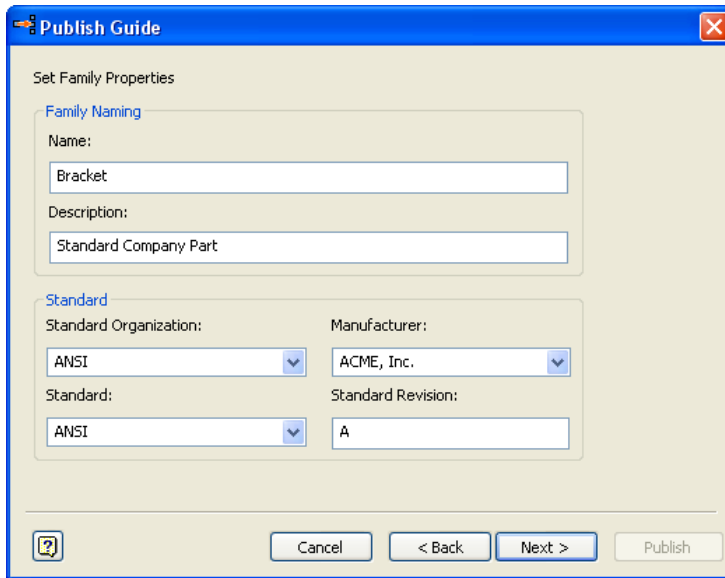 Publish Guide
Set Family Properties
Family Naming
Name:
Bracket
Description:
Standard Company Part
Standard
Standard Organization: Manufacturer:
ANSI ACME, Inc.
Standard: Standard Revision:
ANSI A
? Cancel < Back Next > Publish